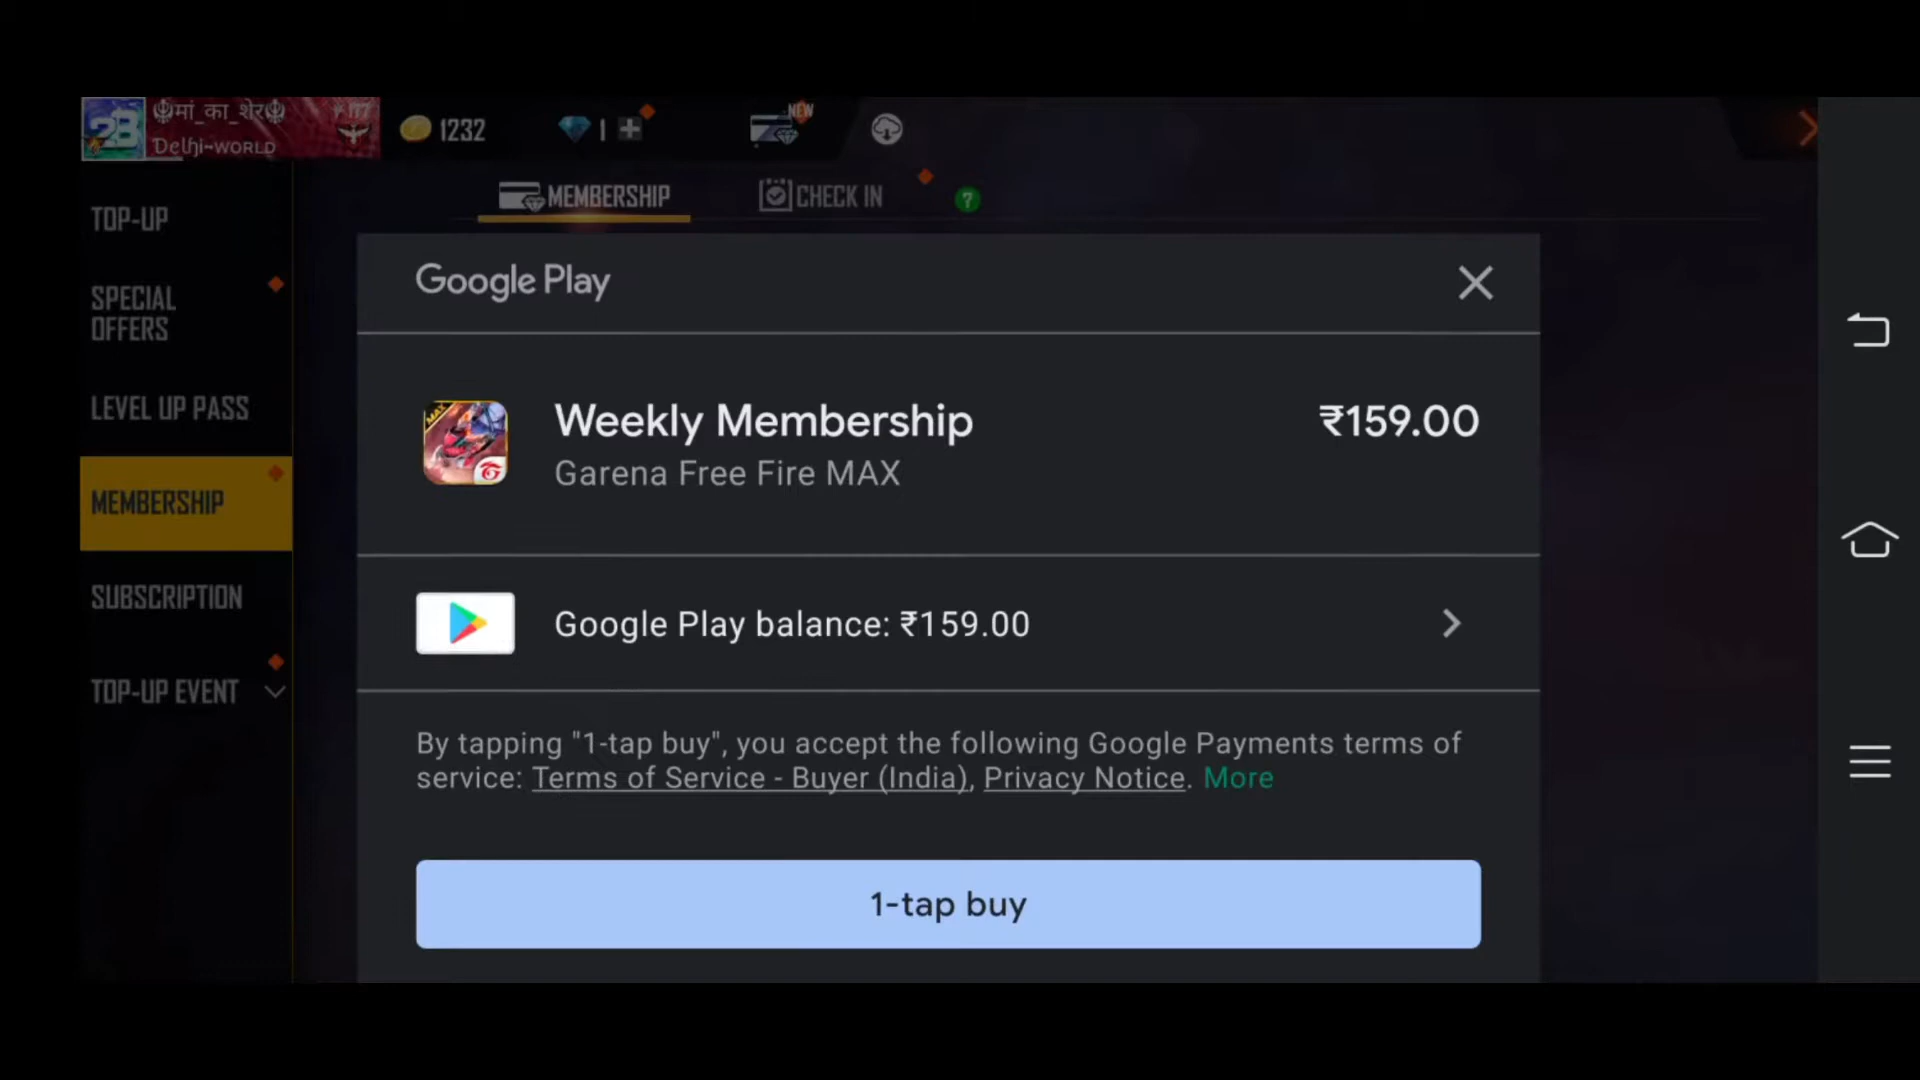 ꧁मां_का_शेर꧂
Delhi-WORLD
1232
1
NEW
MEMBERSHIP
CHECK IN
?
TOP-UP
SPECIAL
OFFERS
LEVEL UP PASS
MEMBERSHIP
SUBSCRIPTION
TOP-UP EVENT
Google Play
MAX
Weekly Membership
₹159.00
Garena Free Fire MAX
Google Play balance: ₹159.00
By tapping "1-tap buy", you accept the following Google Payments terms of
service: Terms of Service - Buyer (India), Privacy Notice. More
1-tap buy